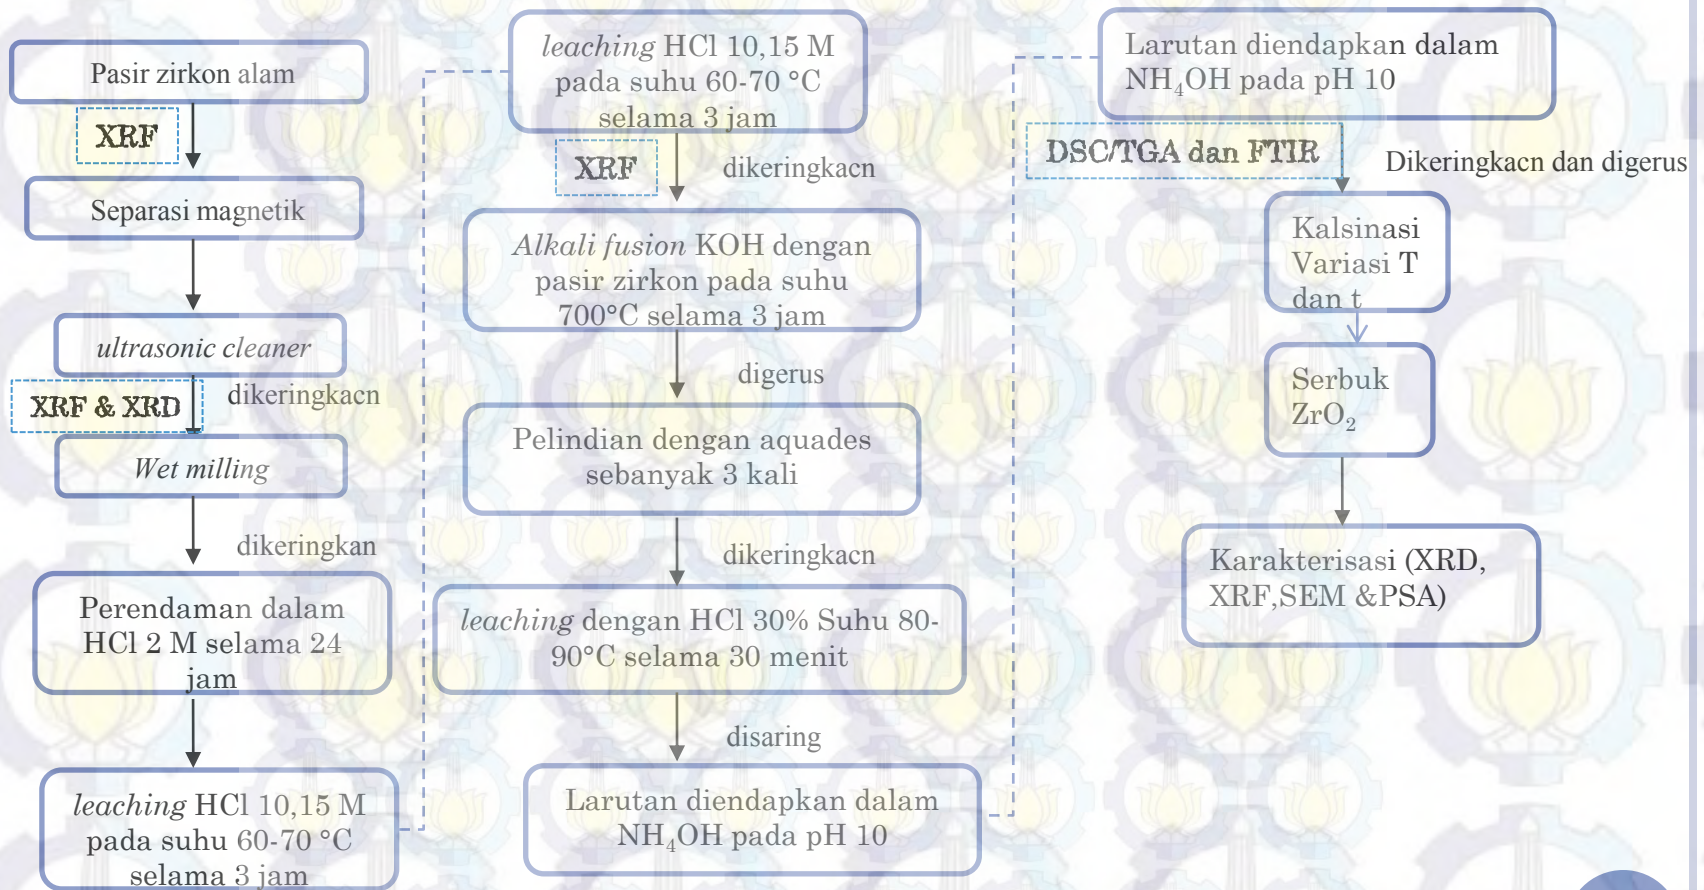 Pasir zirkon alam
XRF
Separasi magnetik
ultrasonic cleaner
XRF & XRD
dikeringkacn
Wet milling
dikeringkan
Perendaman dalam
HCl 2 M selama 24
jam
leaching HCl 10,15 M
pada suhu 60-70 °C
selama 3 jam
leaching HCl 10,15 M
pada suhu 60-70 °C
selama 3 jam
XRF
dikeringkacn
Alkali fusion KOH dengan
pasir zirkon pada suhu
700°C selama 3 jam
digerus
Pelindian dengan aquades
sebanyak 3 kali
dikeringkacn
leaching dengan HCl 30% Suhu 80-
90°C selama 30 menit
disaring
Larutan diendapkan dalam
NH₄OH pada pH 10
Larutan diendapkan dalam
NH₄OH pada pH 10
DSC/TGA dan FTIR
Dikeringkacn dan digerus
Kalsinasi
Variasi T
dan t
Serbuk
ZrO₂
Karakterisasi (XRD,
XRF,SEM &PSA)